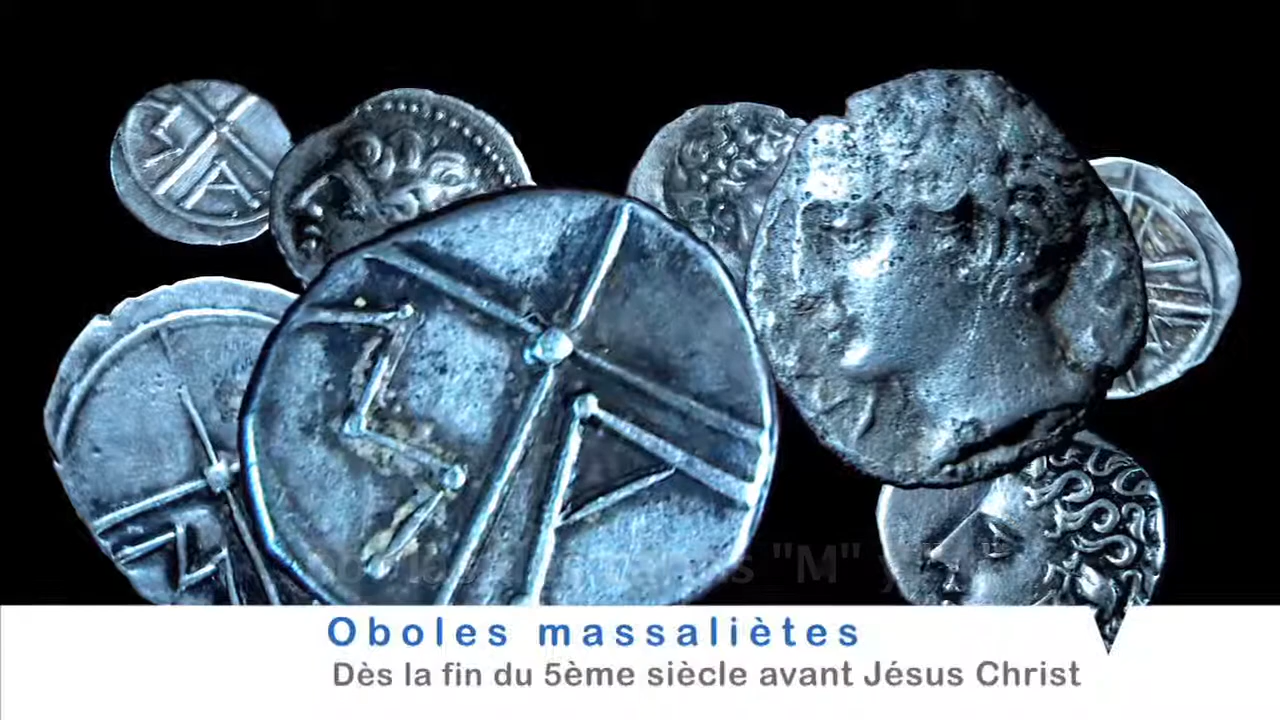 M
A
"M" y
Oboles massaliètes
Dès la fin du 5ème siècle avant Jésus Christ